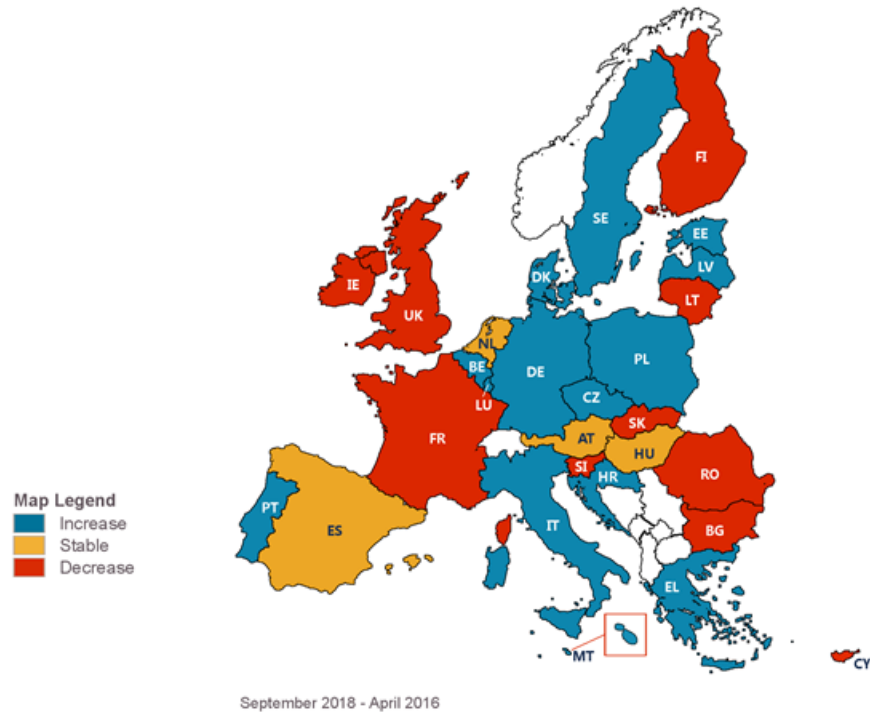 FI
SE
EE
LV
DK
LT
IE
UK
NL
BE
DE
PL
CZ
LU
SK
FR
AT
HU
SI
HR
RO
PT
ES
IT
BG
EL
MT
CY
Map Legend
Increase
Stable
Decrease
September 2018 - April 2016